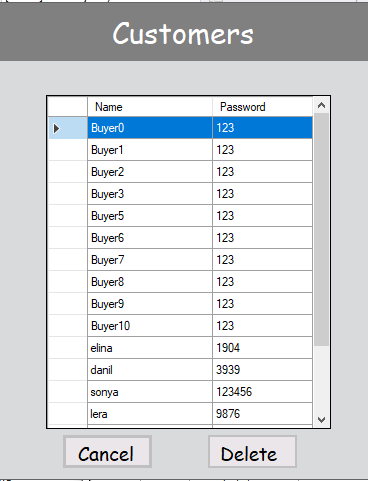 Customers
Name Password
Buyer0 123
Buyer1 123
Buyer2 123
Buyer3 123
Buyer5 123
Buyer6 123
Buyer7 123
Buyer8 123
Buyer9 123
Buyer10 123
elina 1904
danil 3939
sonya 123456
lera 9876
Cancel Delete